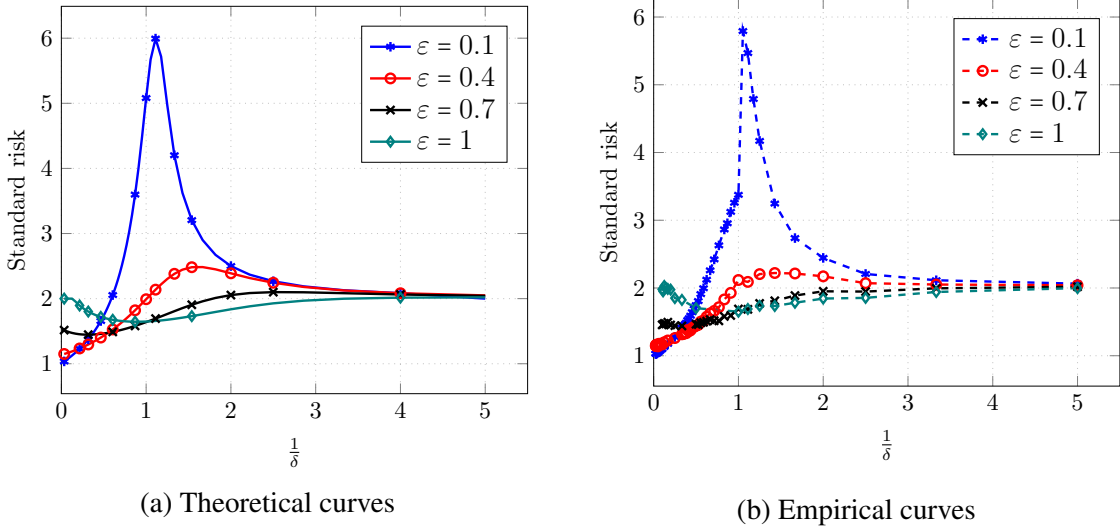 6
5
4
3
2
1
0
1
2
3
4
5
Standard risk
1/δ
ε = 0.1
ε = 0.4
ε = 0.7
ε = 1
(a) Theoretical curves
6
5
4
3
2
1
0
1
2
3
4
5
Standard risk
1/δ
ε = 0.1
ε = 0.4
ε = 0.7
ε = 1
(b) Empirical curves